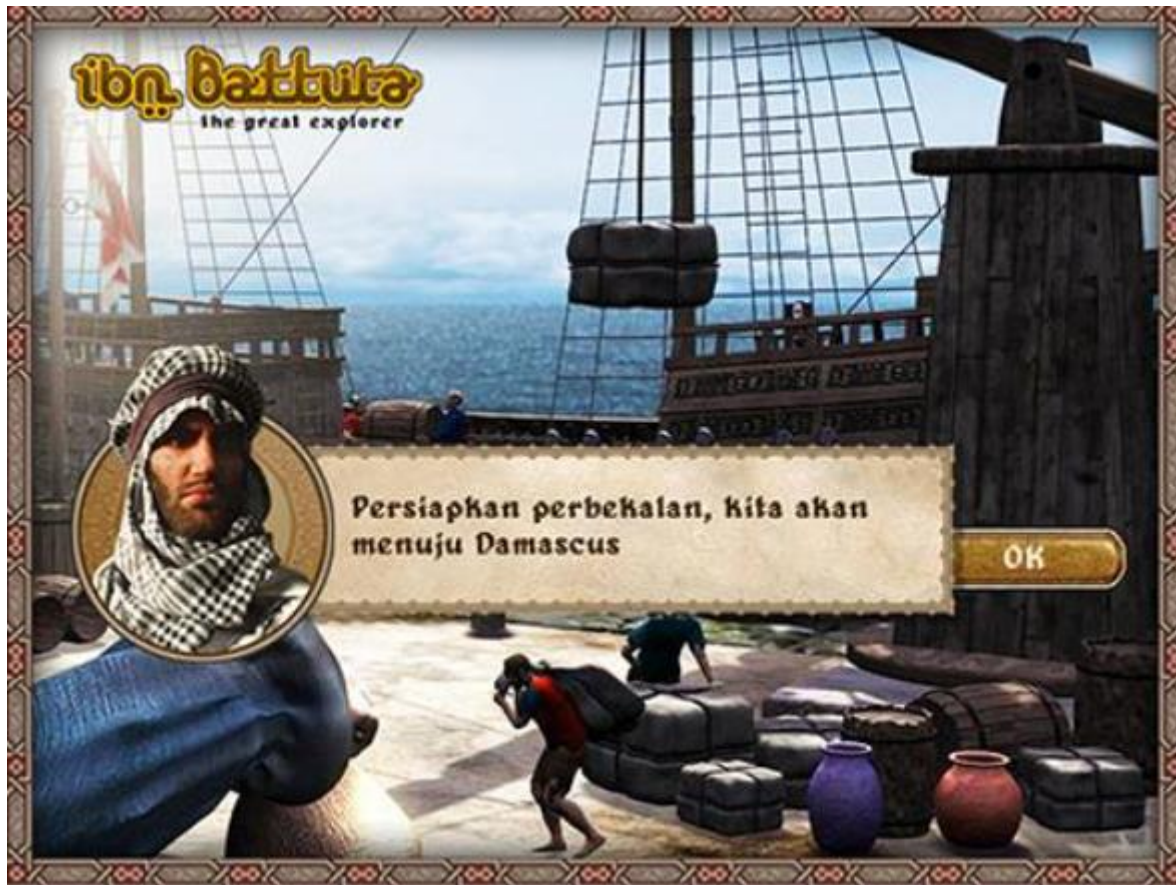 ibn Battuta
the great explorer
Persiapkan perbekalan, kita akan
menuju Damascus
OK